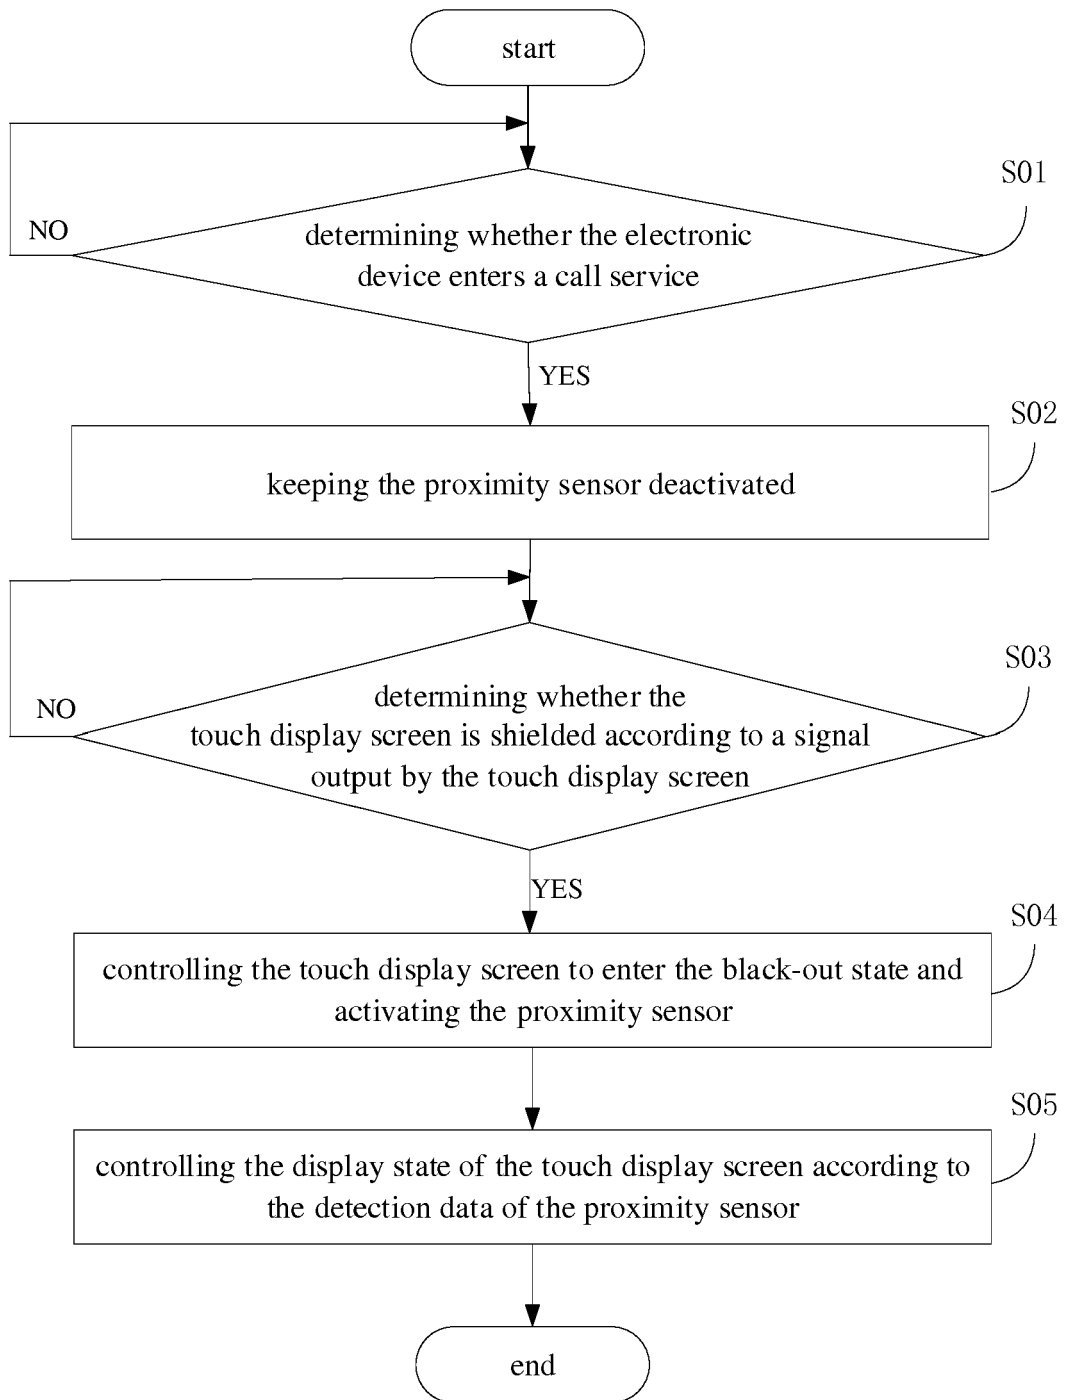 start
S01
NO
determining whether the electronic
device enters a call service
YES
S02
keeping the proximity sensor deactivated
S03
NO
determining whether the
touch display screen is shielded according to a signal
output by the touch display screen
YES
S04
controlling the touch display screen to enter the black-out state and
activating the proximity sensor
S05
controlling the display state of the touch display screen according to
the detection data of the proximity sensor
end